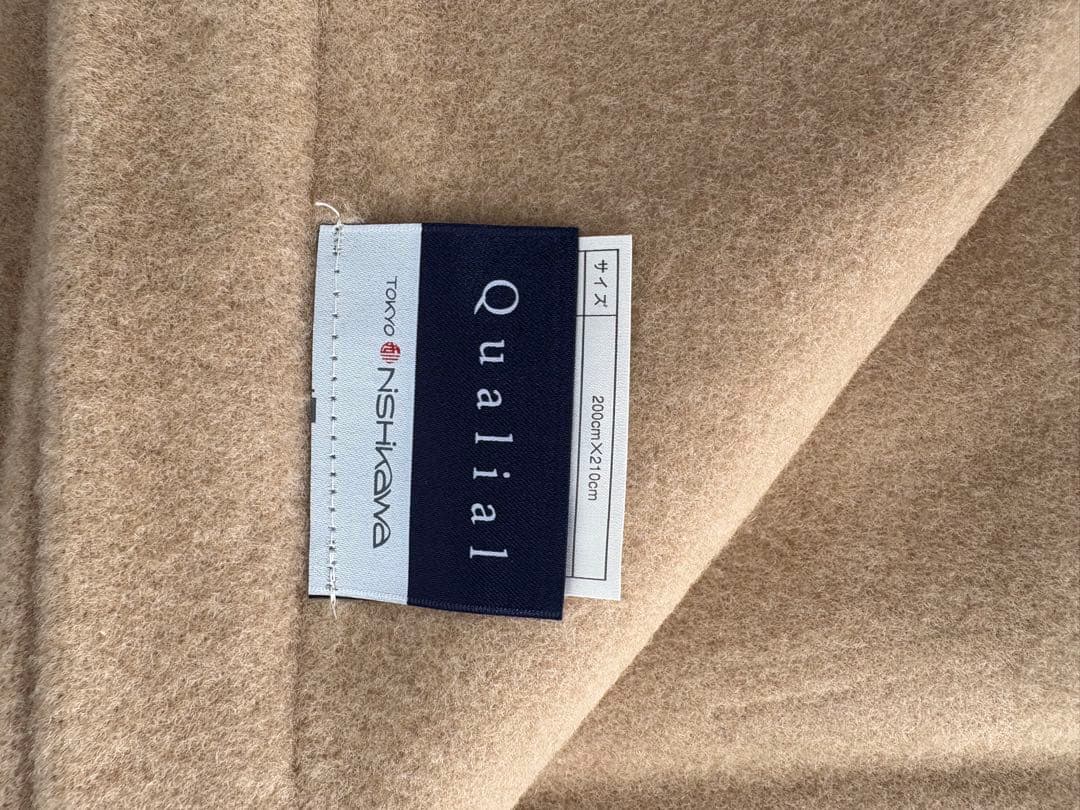 TOKYO NiSHiKaWa
Qualial
サイズ
200cm×210cm